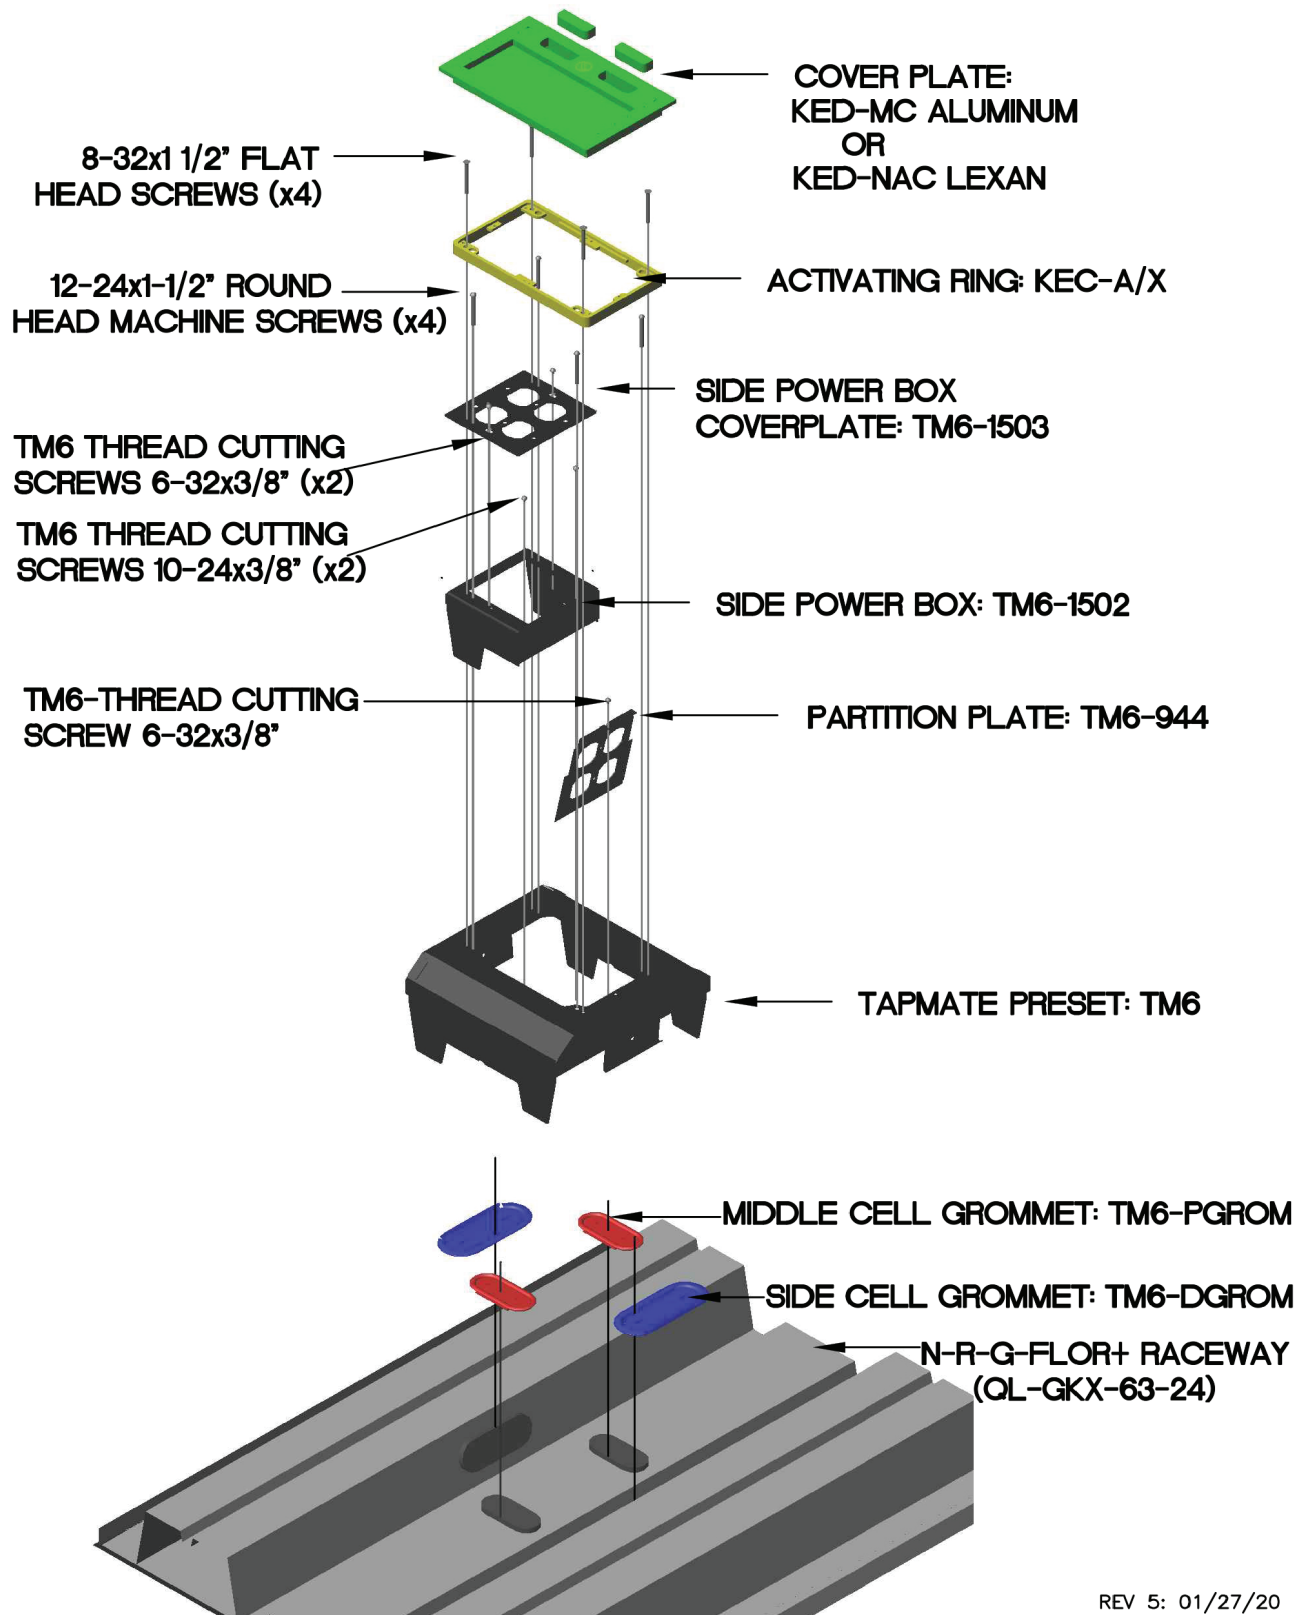 COVER PLATE:
KED-MC ALUMINUM
OR
KED-NAC LEXAN
8-32x1 1/2" FLAT
HEAD SCREWS (x4)
12-24x1-1/2" ROUND
HEAD MACHINE SCREWS (x4)
ACTIVATING RING: KEC-A/X
SIDE POWER BOX
COVERPLATE: TM6-1503
TM6 THREAD CUTTING
SCREWS 6-32x3/8" (x2)
TM6 THREAD CUTTING
SCREWS 10-24x3/8" (x2)
SIDE POWER BOX: TM6-1502
TM6-THREAD CUTTING
SCREW 6-32x3/8"
PARTITION PLATE: TM6-944
TAPMATE PRESET: TM6
MIDDLE CELL GROMMET: TM6-PGROM
SIDE CELL GROMMET: TM6-DGROM
N-R-G-FLOR+ RACEWAY
(QL-GKX-63-24)
REV 5: 01/27/20